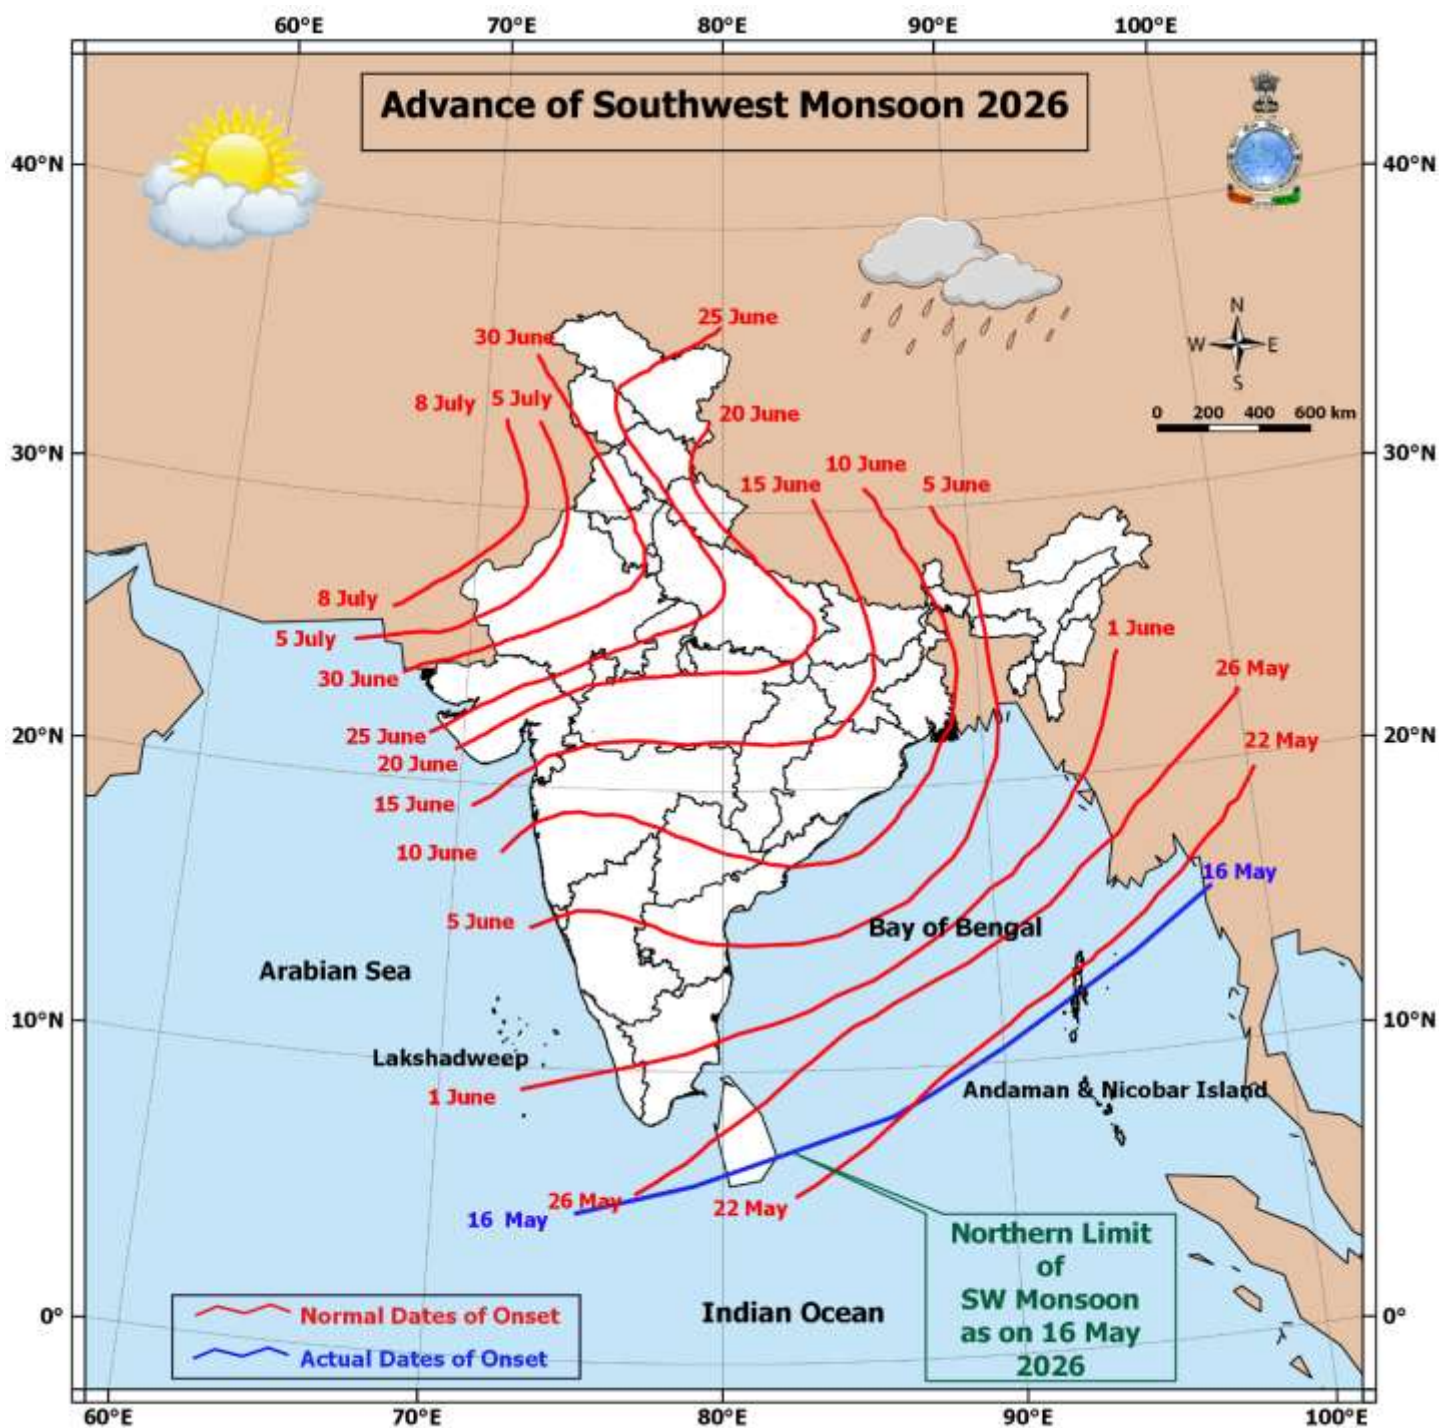 60°E 70°E 80°E 90°E 100°E
Advance of Southwest Monsoon 2026
40°N 40°N
N
W E
S
25 June
30 June
8 July 5 July
20 June
0 200 400 600 km
30°N 30°N
10 June
15 June 5 June
8 July
5 July
1 June
30 June
26 May
25 June
20°N 20°N
22 May
20 June
15 June
10 June
16 May
5 June
Bay of Bengal
Arabian Sea
10°N 10°N
Lakshadweep
Andaman & Nicobar Island
1 June
26 May
22 May
16 May
Northern Limit
of
SW Monsoon
as on 16 May
2026
Indian Ocean
0° 0°
Normal Dates of Onset
Actual Dates of Onset
60°E 70°E 80°E 90°E 100°E